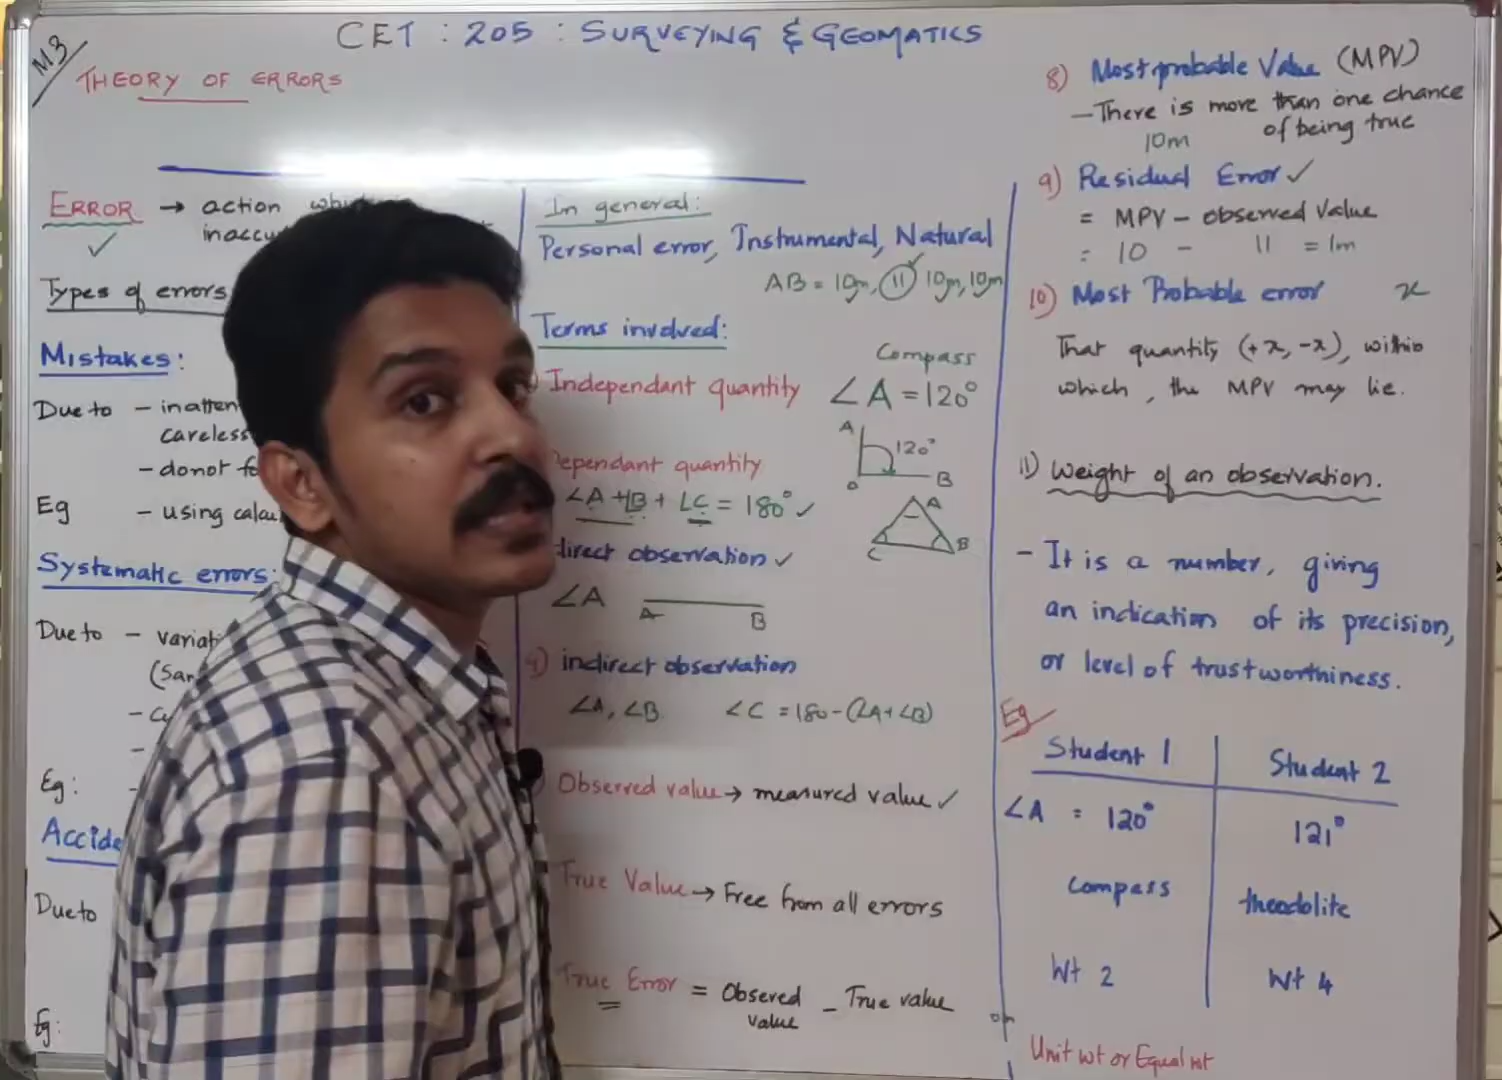 M3
CET : 205 : SURVEYING & GEOMATICS
THEORY OF ERRORS
ERROR → action
inaccu
✓
Types of errors
Mistakes:
Due to - inatten
careless
- donot fo
Eg - using calcu
Systematic errors:
Due to - variat
(Sar
Eg: -
Accide
Due to
Eg:
In general:
Personal error, Instrumental, Natural
AB = 10m, 11 ✓ 10m, 10m
Terms involved:
Compass
Independant quantity ∠A = 120°
A 120°
O B
ependant quantity
∠A + ∠B + ∠C = 180° ✓
A
C B
direct observation ✓
∠A A B
4) indirect observation
∠A, ∠B ∠C = 180-(∠A+∠B)
Observed value → measured value ✓
True Value → Free from all errors
True Error = Obsered - True value
value
8) Most probable Value (MPV)
- There is more than one chance
10m of being true
9) Residual Error ✓
= MPV - observed value
= 10 - 11 = 1m
10) Most Probable error x
That quantity (+x, -x), within
which, the MPV may lie.
11) Weight of an observation.
- It is a number, giving
an indication of its precision,
or level of trustworthiness.
Eg
Student 1 Student 2
∠A = 120° 121°
Compass theodolite
Wt 2 Wt 4
Unit wt or Equal wt